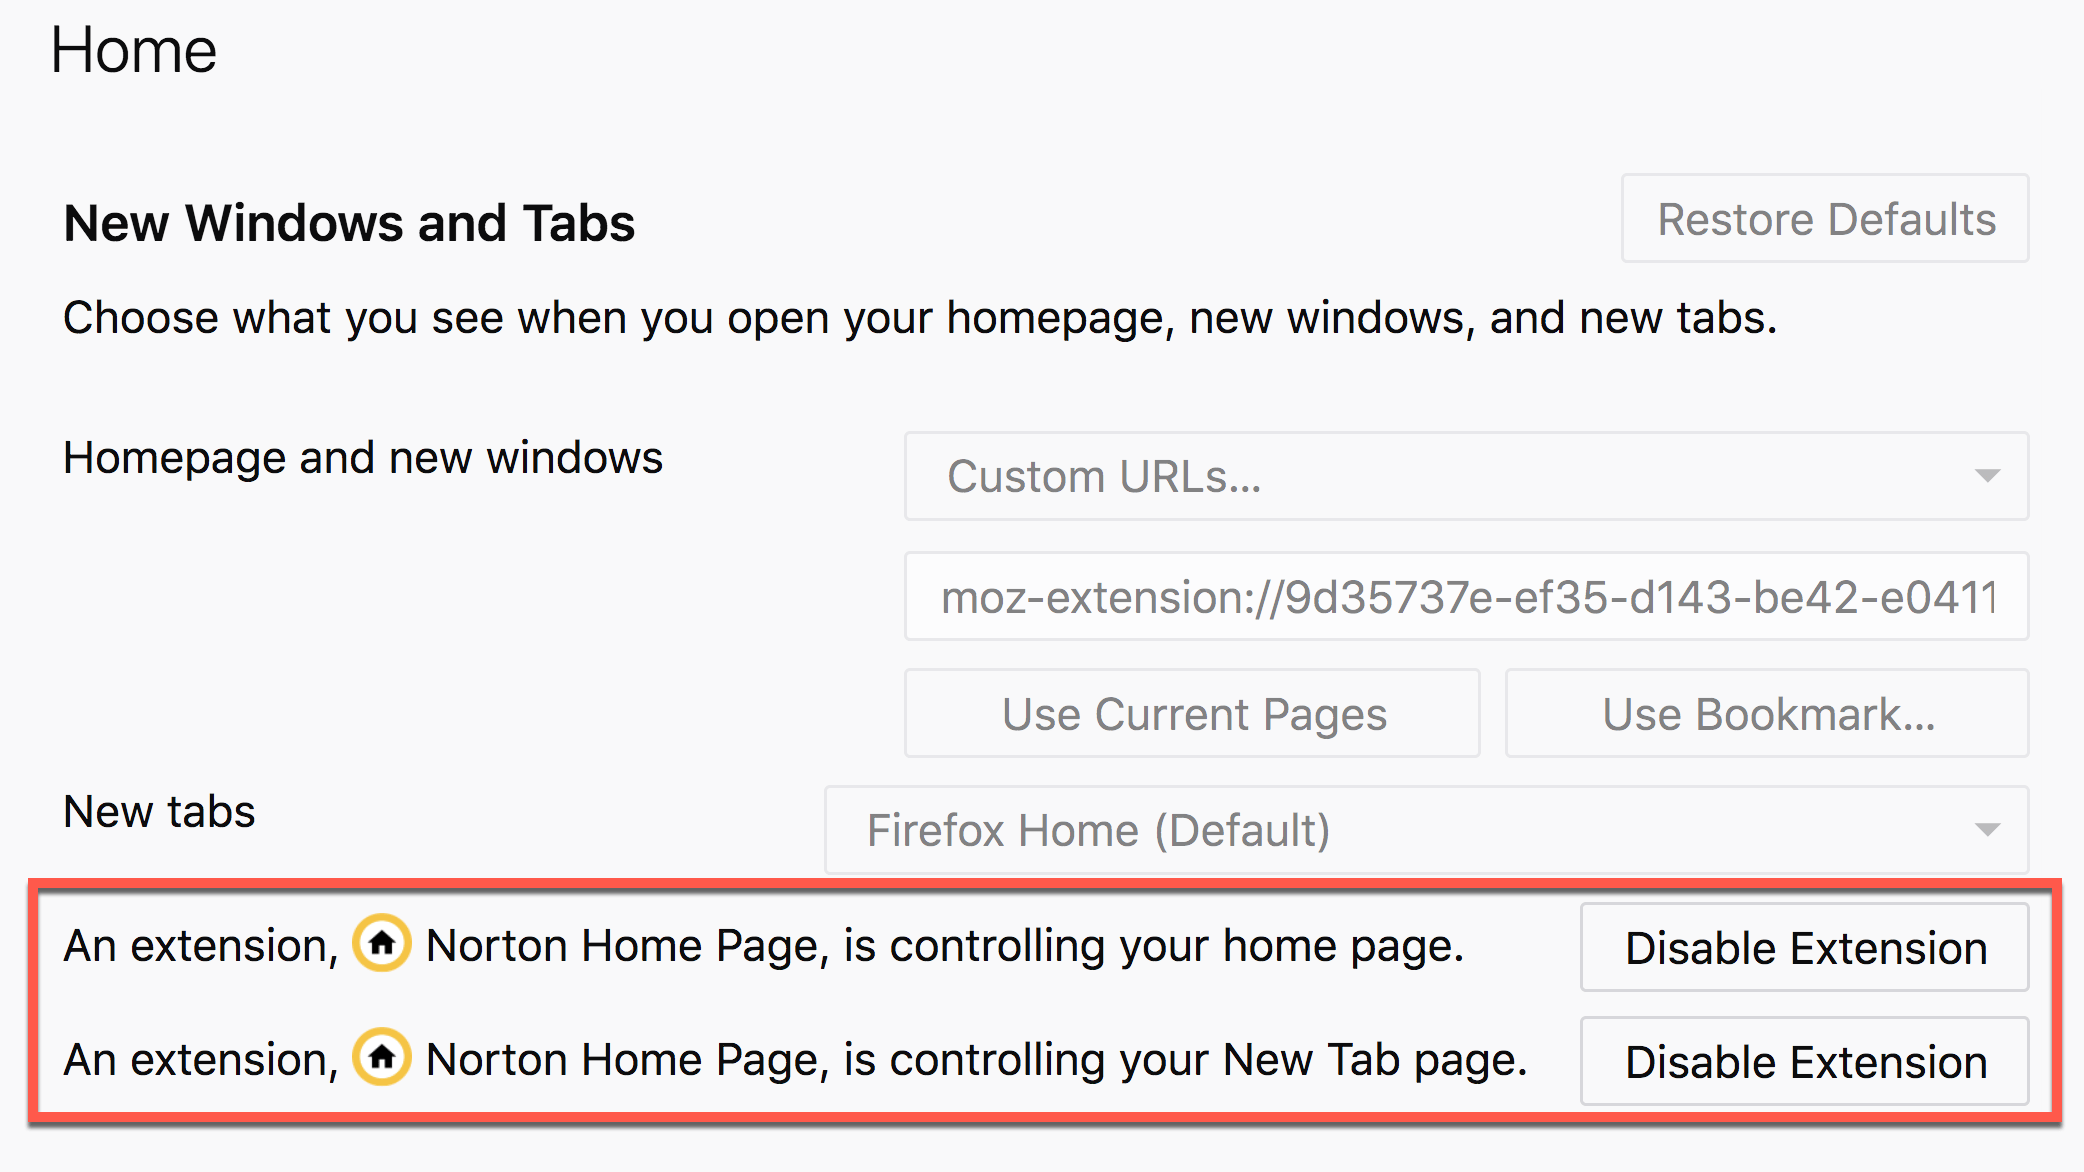 Home
New Windows and Tabs
Restore Defaults
Choose what you see when you open your homepage, new windows, and new tabs.
Homepage and new windows
Custom URLs...
moz-extension://9d35737e-ef35-d143-be42-e0411
Use Current Pages
Use Bookmark...
New tabs
Firefox Home (Default)
An extension, Norton Home Page, is controlling your home page.
Disable Extension
An extension, Norton Home Page, is controlling your New Tab page.
Disable Extension